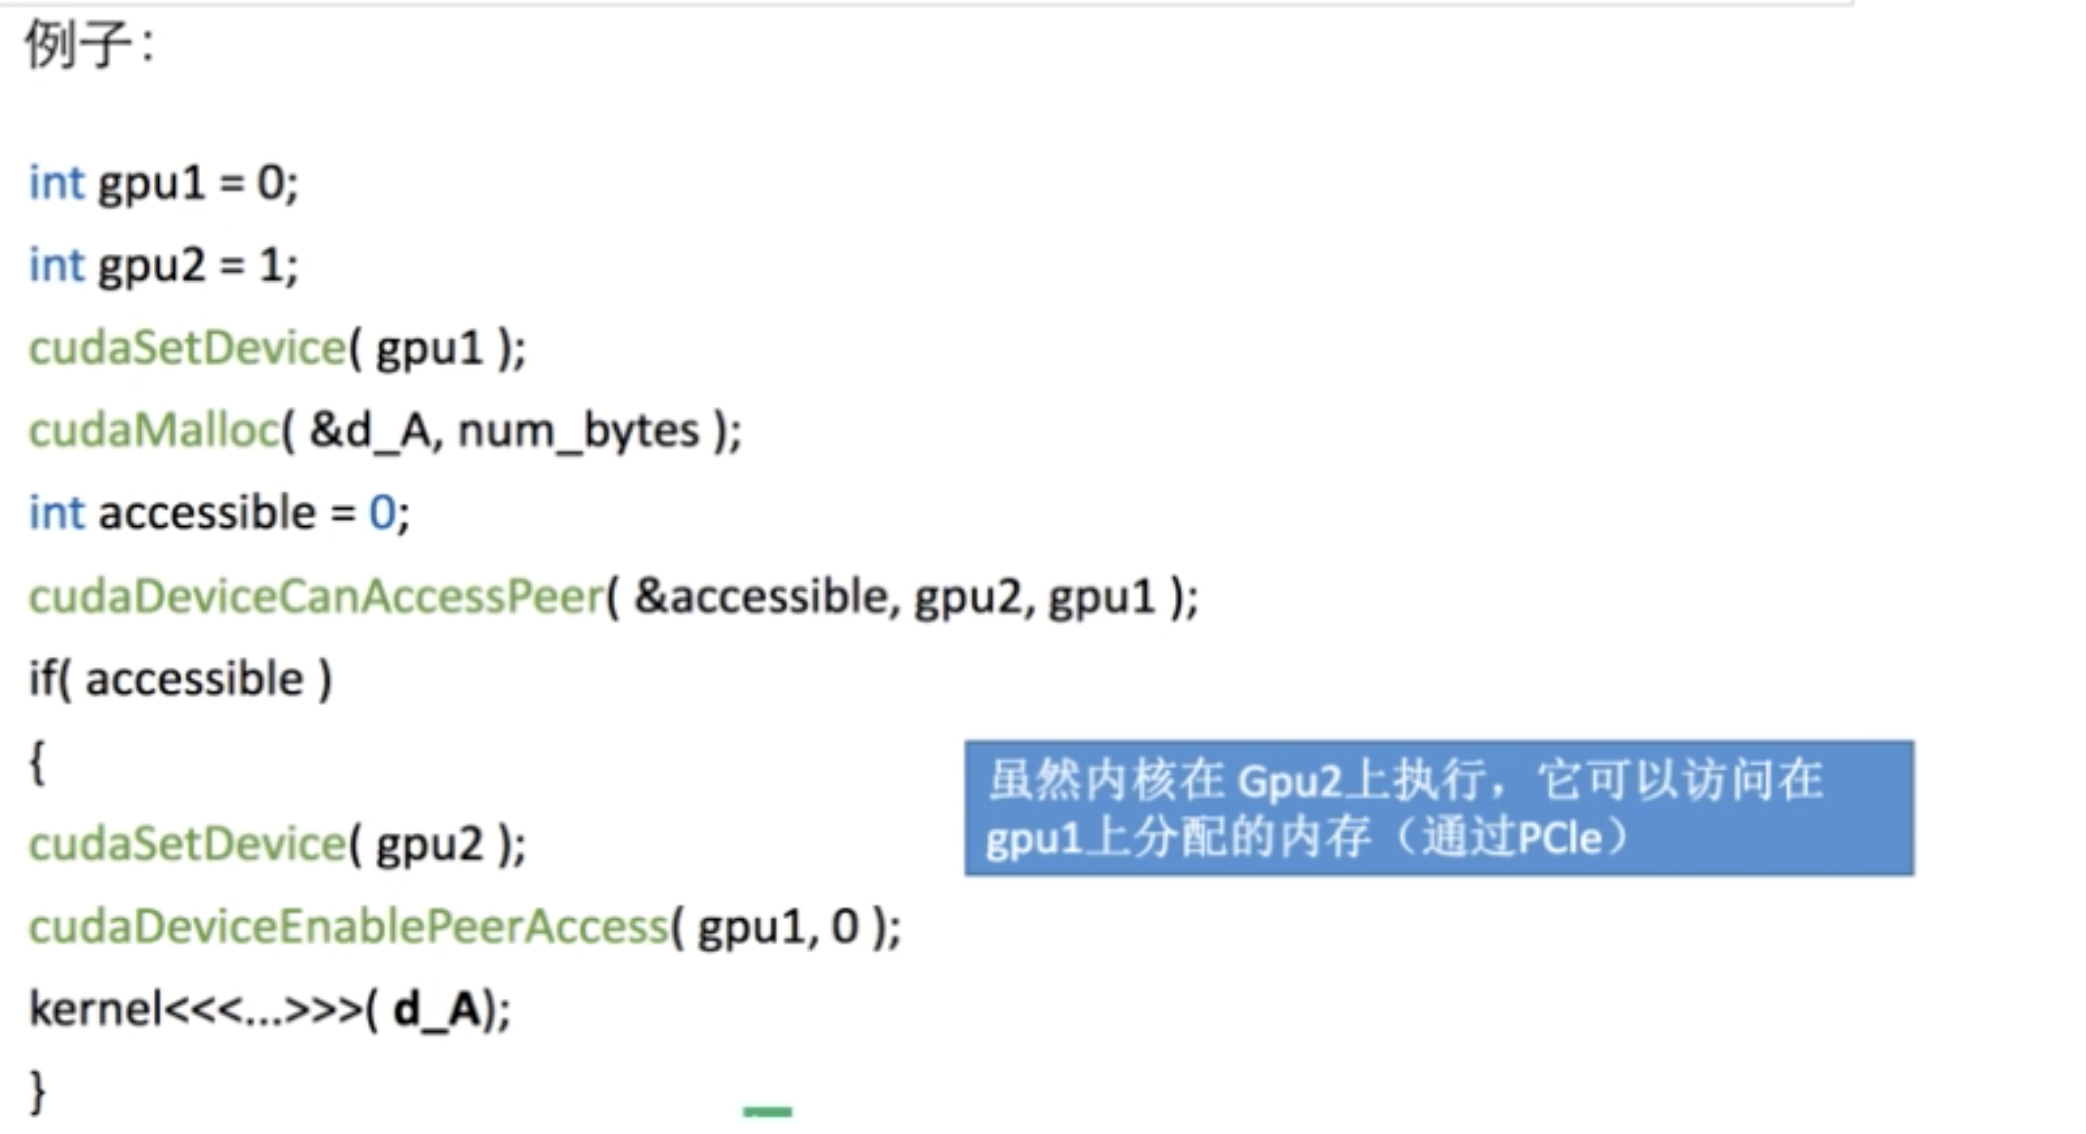 例子：
int gpu1 = 0;
int gpu2 = 1;
cudaSetDevice( gpu1 );
cudaMalloc( &d_A, num_bytes );
int accessible = 0;
cudaDeviceCanAccessPeer( &accessible, gpu2, gpu1 );
if( accessible )
{
cudaSetDevice( gpu2 );
cudaDeviceEnablePeerAccess( gpu1, 0 );
kernel<<<...>>>( d_A);
}
虽然内核在 Gpu2上执行，它可以访问在
gpu1上分配的内存（通过PCIe）